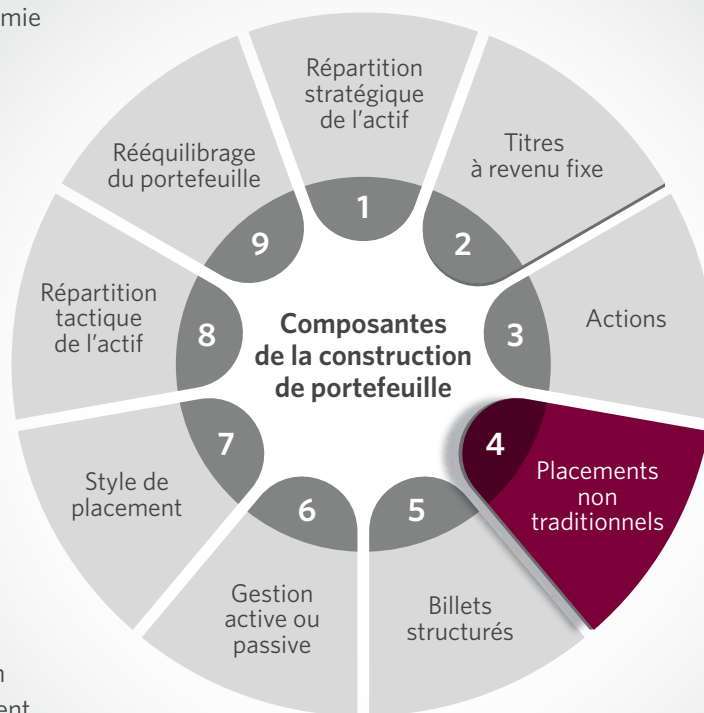 Composantes
de la construction
de portefeuille
1
Répartition
stratégique
de l’actif
2
Titres
à revenu fixe
3
Actions
4
Placements
non
traditionnels
5
Billets
structurés
6
Gestion
active ou
passive
7
Style de
placement
8
Répartition
tactique
de l’actif
9
Rééquilibrage
du portefeuille